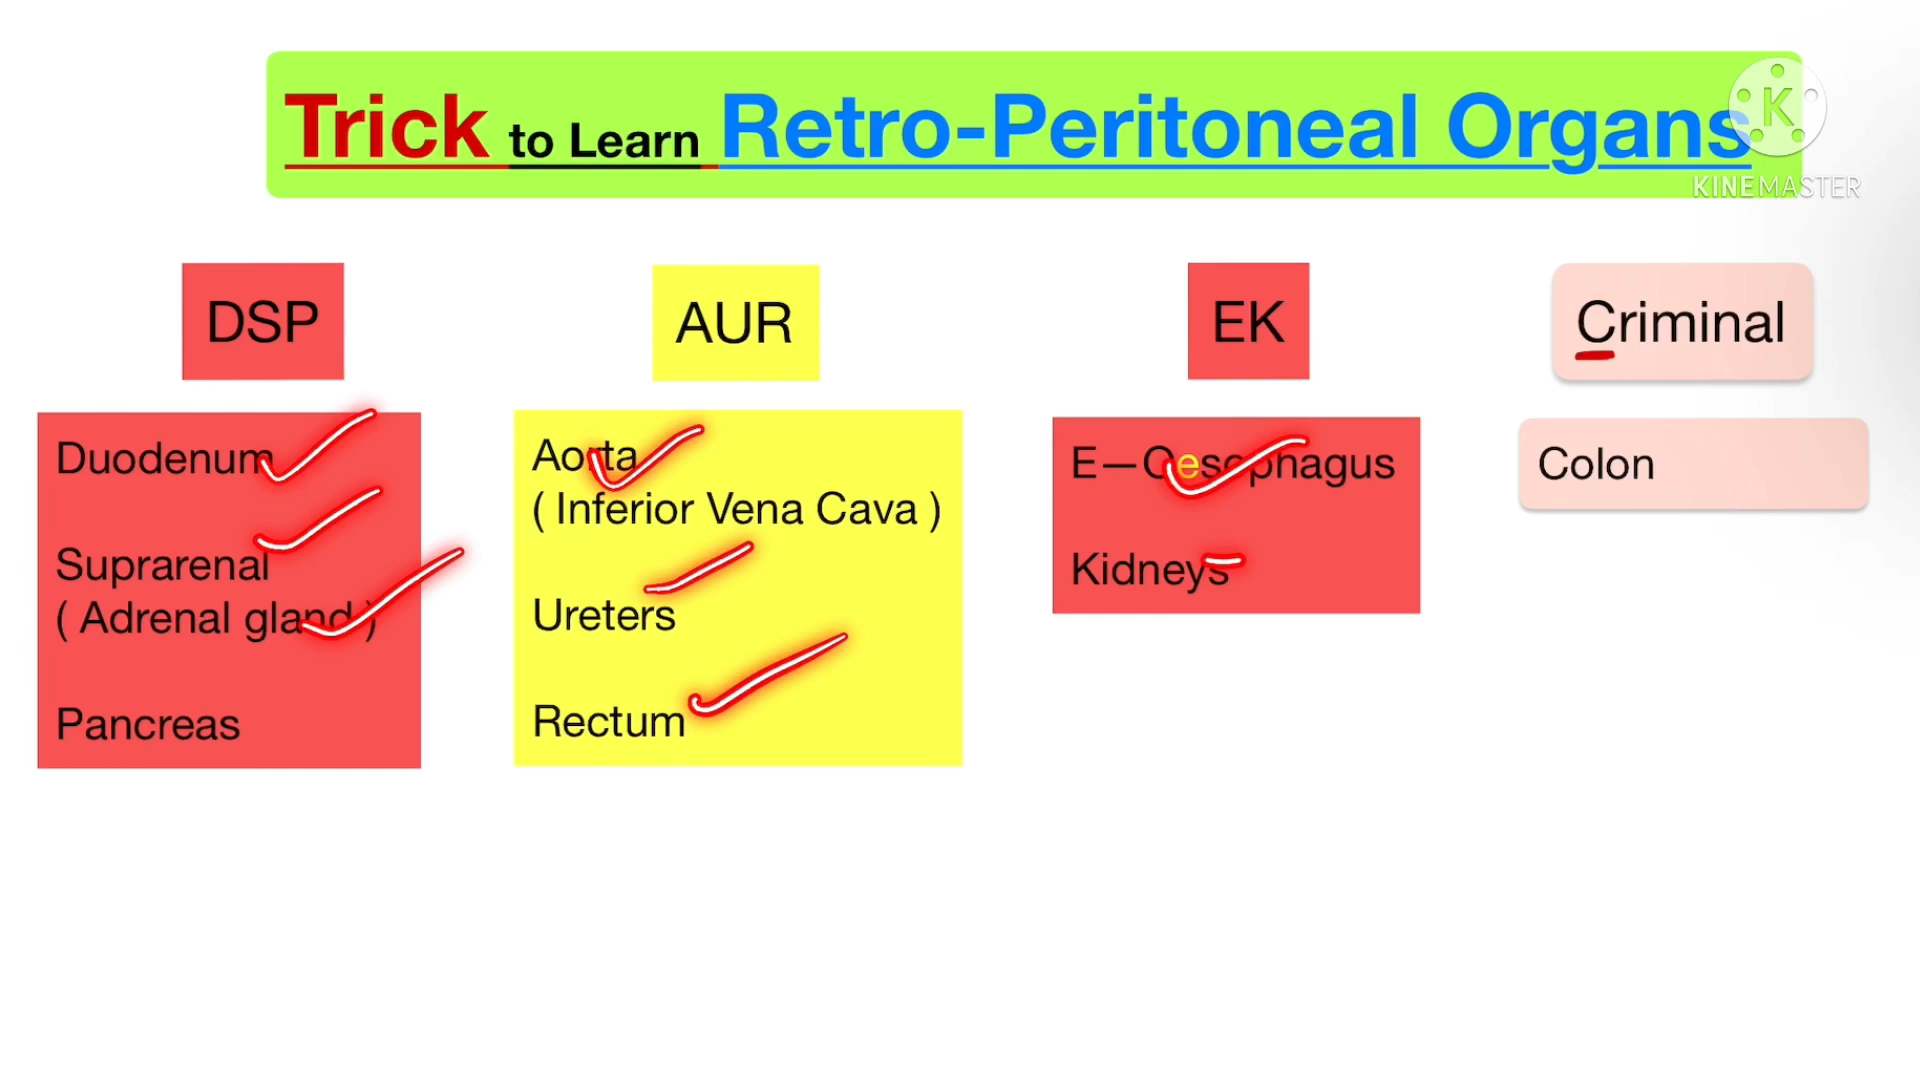 Trick to Learn Retro-Peritoneal Organs
KINEMASTER
DSP
AUR
EK
Criminal
Duodenum
Suprarenal
( Adrenal gland )
Pancreas
Aorta
( Inferior Vena Cava )
Ureters
Rectum
E—Oesophagus
Kidneys
Colon